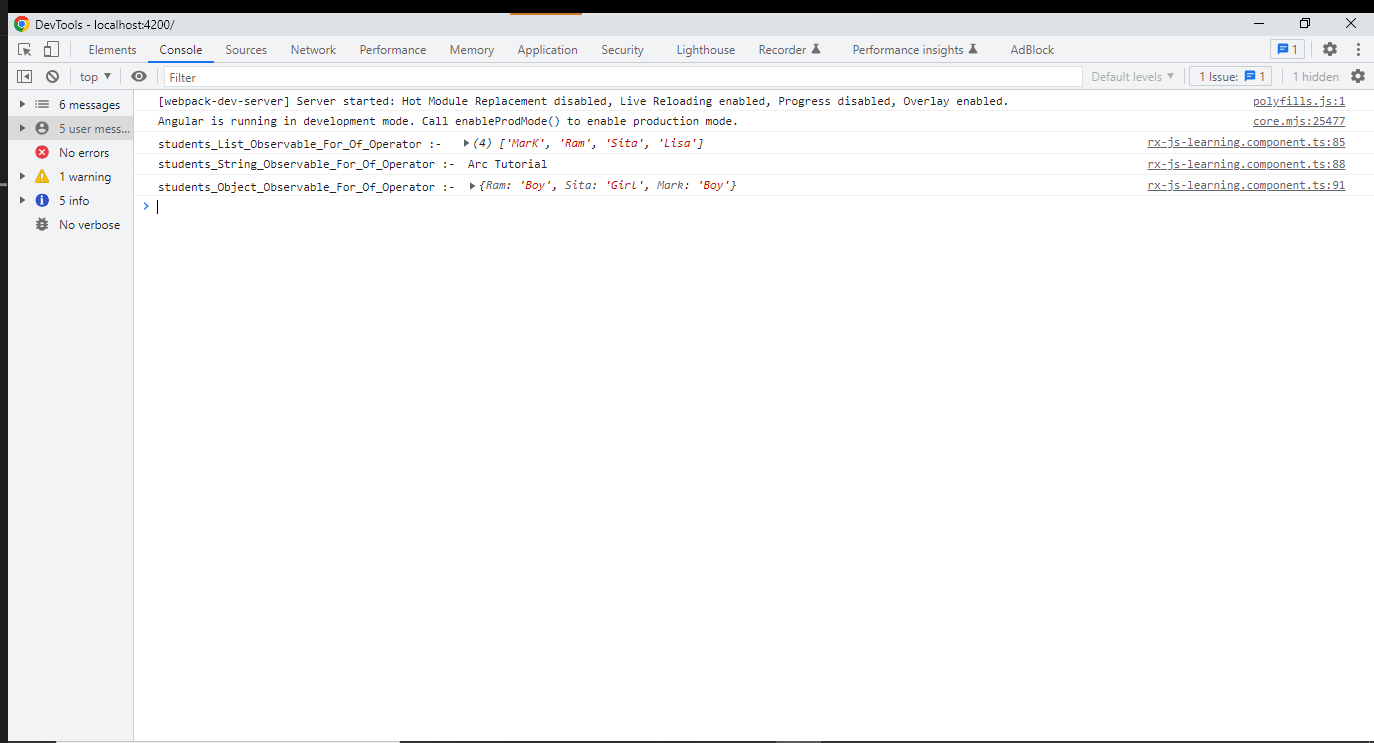 DevTools - localhost:4200/
Elements Console Sources Network Performance Memory Application Security Lighthouse Recorder Performance insights AdBlock 1
top Filter Default levels 1 Issue: 1 1 hidden
6 messages
5 user mess...
No errors
1 warning
5 info
No verbose
[webpack-dev-server] Server started: Hot Module Replacement disabled, Live Reloading enabled, Progress disabled, Overlay enabled. polyfills.js:1
Angular is running in development mode. Call enableProdMode() to enable production mode. core.mjs:25477
students_List_Observable_For_Of_Operator :- (4) ['MarK', 'Ram', 'Sita', 'Lisa'] rx-js-learning.component.ts:85
students_String_Observable_For_Of_Operator :- Arc Tutorial rx-js-learning.component.ts:88
students_Object_Observable_For_Of_Operator :- {Ram: 'Boy', Sita: 'Girl', Mark: 'Boy'} rx-js-learning.component.ts:91